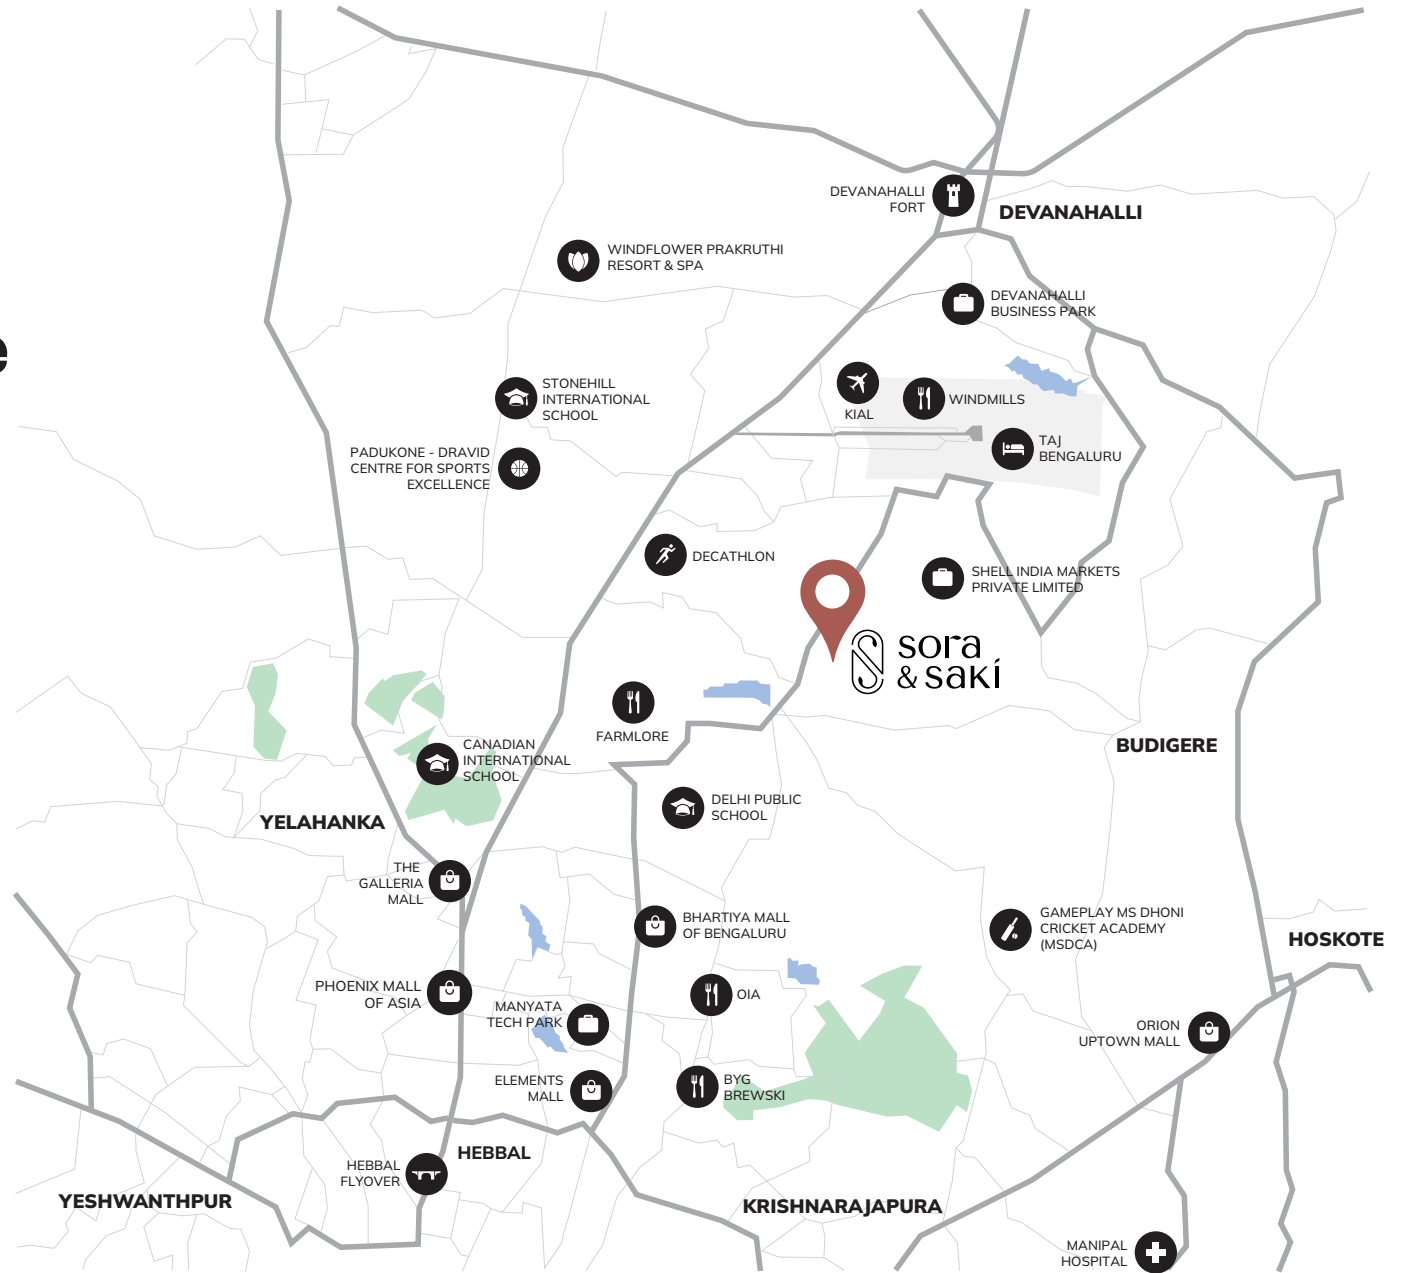 DEVANAHALLI
FORT
DEVANAHALLI
WINDFLOWER PRAKRUTHI
RESORT & SPA
DEVANAHALLI
BUSINESS PARK
e
STONEHILL
INTERNATIONAL
SCHOOL
KIAL
WINDMILLS
PADUKONE - DRAVID
CENTRE FOR SPORTS
EXCELLENCE
TAJ
BENGALURU
DECATHLON
SHELL INDIA MARKETS
PRIVATE LIMITED
sora
& sakí
FARMLORE
CANADIAN
INTERNATIONAL
SCHOOL
BUDIGERE
DELHI PUBLIC
SCHOOL
YELAHANKA
THE
GALLERIA
MALL
BHARTIYA MALL
OF BENGALURU
GAMEPLAY MS DHONI
CRICKET ACADEMY
(MSDCA)
HOSKOTE
PHOENIX MALL
OF ASIA
OIA
MANYATA
TECH PARK
ORION
UPTOWN MALL
ELEMENTS
MALL
BYG
BREWSKI
HEBBAL
HEBBAL
FLYOVER
YESHWANTHPUR
KRISHNARAJAPURA
MANIPAL
HOSPITAL